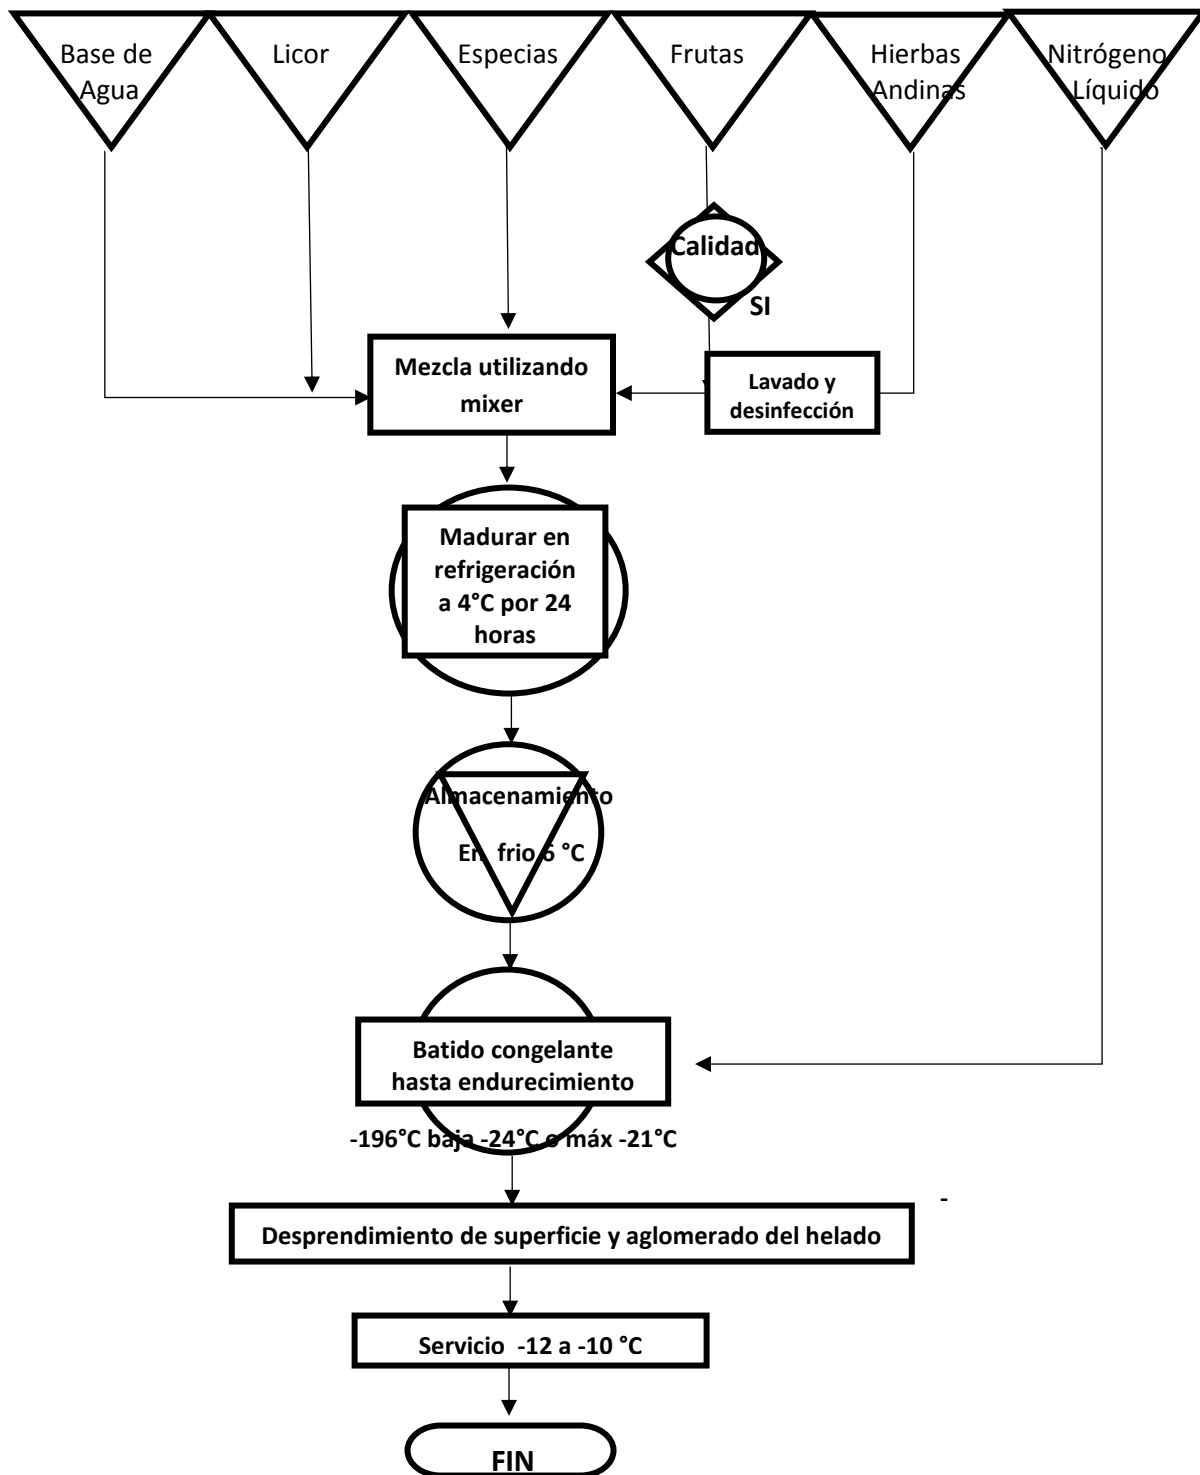 Base de
Agua
Licor
Especias
Frutas
Hierbas
Andinas
Nitrógeno
Líquido
Calidad
SI
Mezcla utilizando
mixer
Lavado y
desinfección
Madurar en
refrigeración
a 4°C por 24
horas
Almacenamiento
En frio 6 °C
Batido congelante
hasta endurecimiento
-196°C baja -24°C o máx -21°C
-
Desprendimiento de superficie y aglomerado del helado
Servicio -12 a -10 °C
FIN